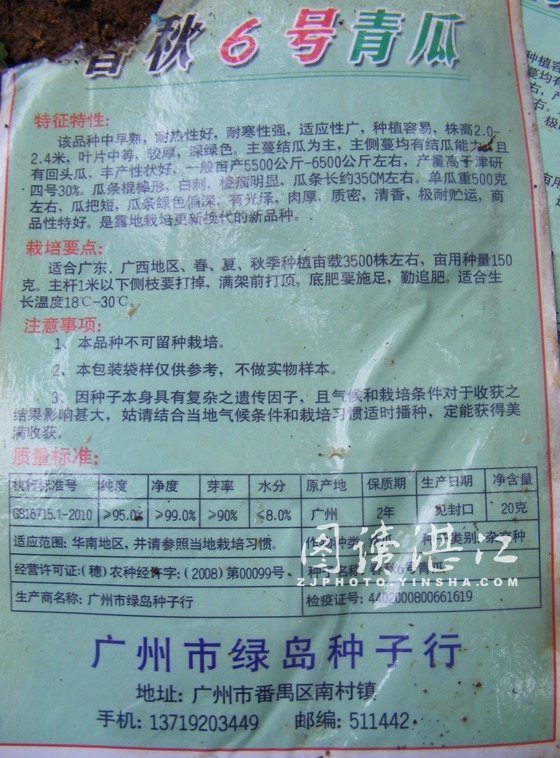 春秋6号青瓜
特征特性:
该品种中早熟，耐热性好，耐寒性强，适应性广，种植容易，株高2.0-
2.4米，叶片中等，较厚，深绿色，主蔓结瓜为主，主侧蔓均有结瓜能力且
有回头瓜，丰产性状好，一般亩产5500公斤-6500公斤左右，产量高于津研
四号30%。瓜条棍棒形，白刺，棱瘤明显，瓜条长约35CM左右。单瓜重500克
左右，瓜把短，瓜条绿色偏深，有光泽，肉厚，质密，清香，极耐贮运，商
品性特好。是露地栽培更新换代的新品种。
栽培要点:
适合广东，广西地区、春、夏、秋季种植亩载3500株左右，亩用种量150
克。主杆1米以下侧枝要打掉，满架前打顶，底肥要施足，勤追肥。适合生
长温度18℃-30℃
注意事项:
1、本品种不可留种栽培。
2、本包装袋样仅供参考，不做实物样本。
3、因种子本身具有复杂之遗传因子，且气候和栽培条件对于收获之
结果影响甚大，姑请结合当地气候条件和栽培习惯适时播种，定能获得美
满收获。
质量标准:
执行标准号 纯度 净度 芽率 水分 原产地 保质期 生产日期 净含量
GB16715.1-2010 ≥95.0% ≥99.0% ≥90% ≤8.0% 广州 2年 见封口 20克
适应范围: 华南地区，并请参照当地栽培习惯。 作物种类: 种子类别: 杂交种
经营许可证:(穗)农种经许字:(2008)第00099号 种 名称 春秋6号青瓜
生产商名称: 广州市绿岛种子行 检疫证号: 4402000800661619
广州市绿岛种子行
地址: 广州市番禺区南村镇
手机: 13719203449 邮编: 511442
图读湛江
ZJPHOTO.YINSHA.COM